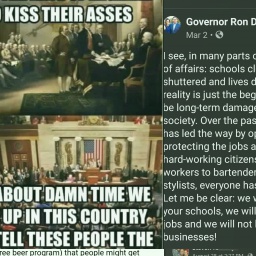 KISS THEIR ASSES
ABOUT DAMN TIME WE
UP IN THIS COUNTRY
TELL THESE PEOPLE THE
ree beer program) that people might get
Governor Ron D
Mar 2 •
I see, in many parts o
of affairs: schools cl
shuttered and lives d
reality is just the beg
be long-term damage
society. Over the pas
has led the way by op
protecting the jobs a
hard-working citizens
workers to bartender
stylists, everyone has
Let me be clear: we w
your schools, we will
jobs and we will not l
businesses!